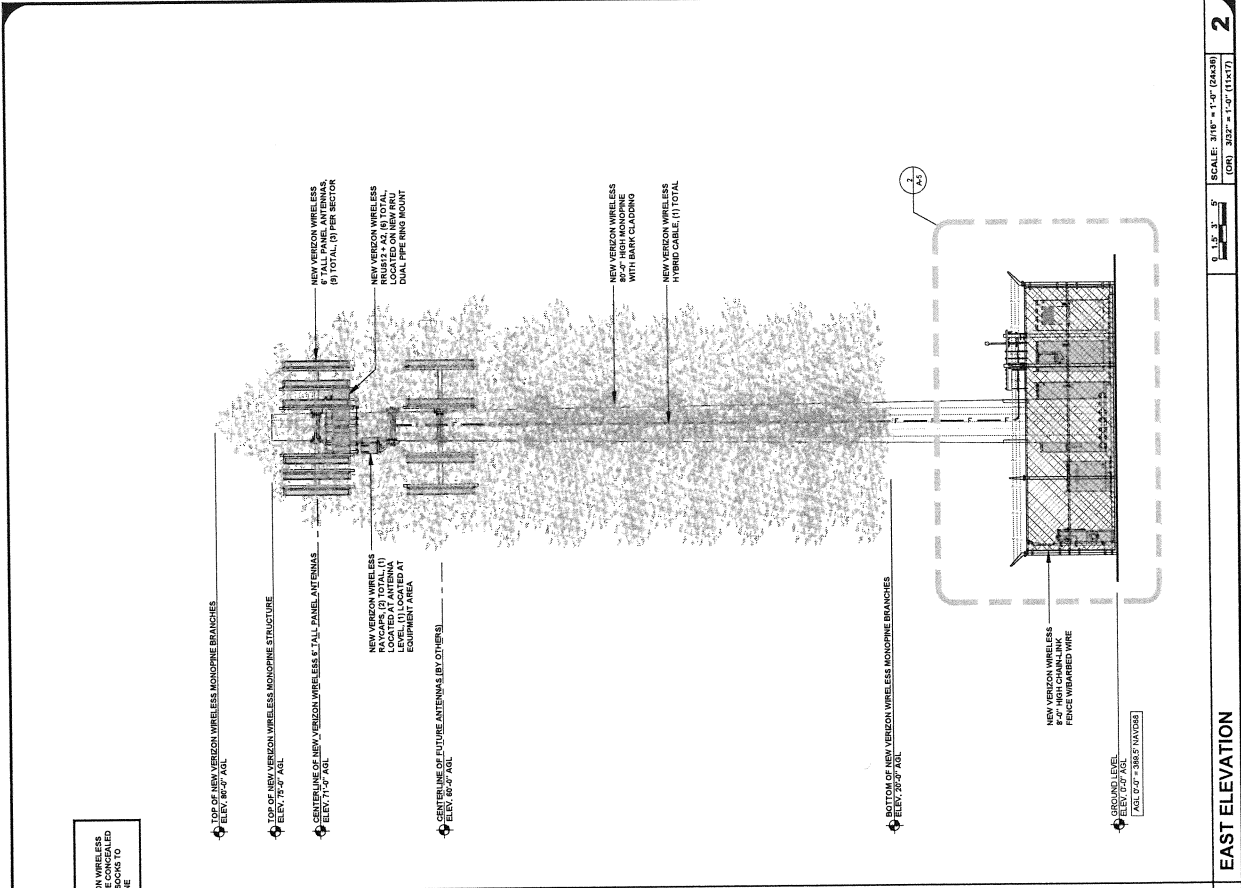 N WIRELESS
E CONCEALED
SOCKS TO
NE
TOP OF NEW VERIZON WIRELESS MONOPINE BRANCHES
ELEV. 80'-0" AGL
TOP OF NEW VERIZON WIRELESS MONOPINE STRUCTURE
ELEV. 75'-0" AGL
CENTERLINE OF NEW VERIZON WIRELESS 6' TALL PANEL ANTENNAS
ELEV. 71'-0" AGL
NEW VERIZON WIRELESS
RAYCAPS, (2) TOTAL, (1)
LOCATED AT ANTENNA
LEVEL, (1) LOCATED AT
EQUIPMENT AREA
CENTERLINE OF FUTURE ANTENNAS (BY OTHERS)
ELEV. 60'-0" AGL
NEW VERIZON WIRELESS
6' TALL PANEL ANTENNAS,
(9) TOTAL, (3) PER SECTOR
NEW VERIZON WIRELESS
RRUS12 + A2, (6) TOTAL,
LOCATED ON NEW RRU
DUAL PIPE RING MOUNT
NEW VERIZON WIRELESS
80'-0" HIGH MONOPINE
WITH BARK CLADDING
NEW VERIZON WIRELESS
HYBRID CABLE, (1) TOTAL
BOTTOM OF NEW VERIZON WIRELESS MONOPINE BRANCHES
ELEV. 20'-0" AGL
2
A-5
NEW VERIZON WIRELESS
8'-0" HIGH CHAIN-LINK
FENCE W/BARBED WIRE
GROUND LEVEL
ELEV. 0'-0" AGL
AGL 0'-0" = 369.5' NAVD88
EAST ELEVATION
0 1.5' 3' 5'
SCALE: 3/16" = 1'-0" (24x36)
(OR) 3/32" = 1'-0" (11x17)
2